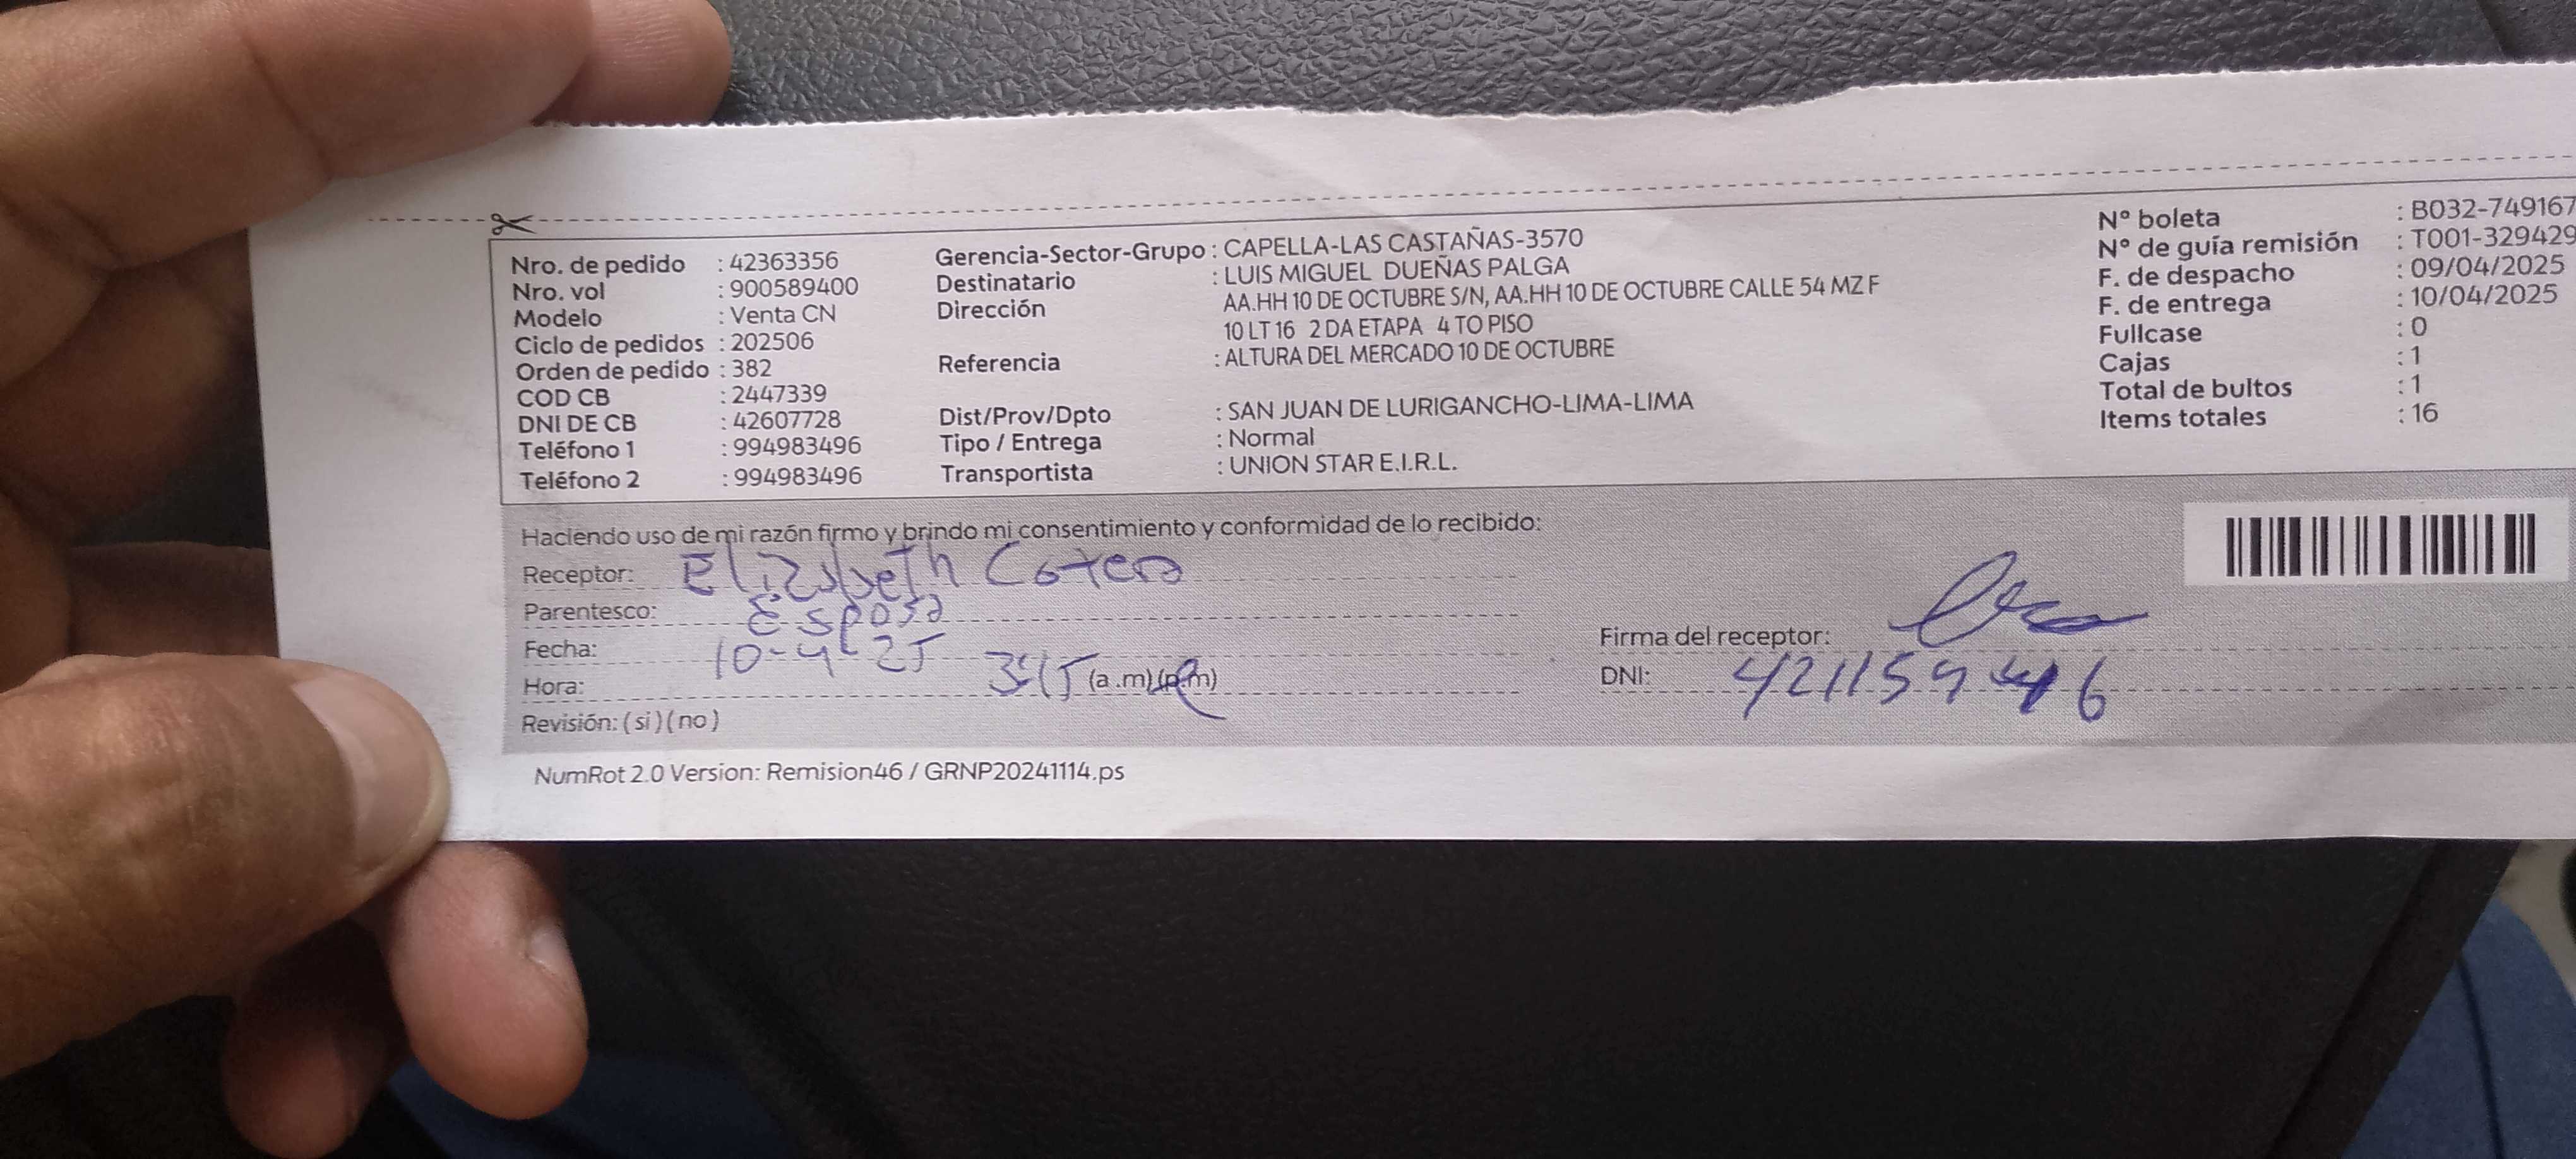 Nro. de pedido : 42363356
Nro. vol : 900589400
Modelo : Venta CN
Ciclo de pedidos : 202506
Orden de pedido : 382
COD CB : 2447339
DNI DE CB : 42607728
Teléfono 1 : 994983496
Teléfono 2 : 994983496
Gerencia-Sector-Grupo : CAPELLA-LAS CASTAÑAS-3570
Destinatario : LUIS MIGUEL DUEÑAS PALGA
Dirección AA.HH 10 DE OCTUBRE S/N, AA.HH 10 DE OCTUBRE CALLE 54 MZ F
10 LT 16 2 DA ETAPA 4 TO PISO
Referencia : ALTURA DEL MERCADO 10 DE OCTUBRE
Dist/Prov/Dpto : SAN JUAN DE LURIGANCHO-LIMA-LIMA
Tipo / Entrega : Normal
Transportista : UNION STAR E.I.R.L.
N° boleta : B032-749167
N° de guía remisión : T001-329429
F. de despacho : 09/04/2025
F. de entrega : 10/04/2025
Fullcase : 0
Cajas : 1
Total de bultos : 1
Items totales : 16
Haciendo uso de mi razón firmo y brindo mi consentimiento y conformidad de lo recibido:
Receptor: Elizabeth Cotera
Parentesco: Esposa
Fecha: 10-4-25
Hora: (a.m) (p.m)
Revisión: (si) (no)
Firma del receptor:
DNI:
NumRot 2.0 Version: Remision46 / GRNP20241114.ps